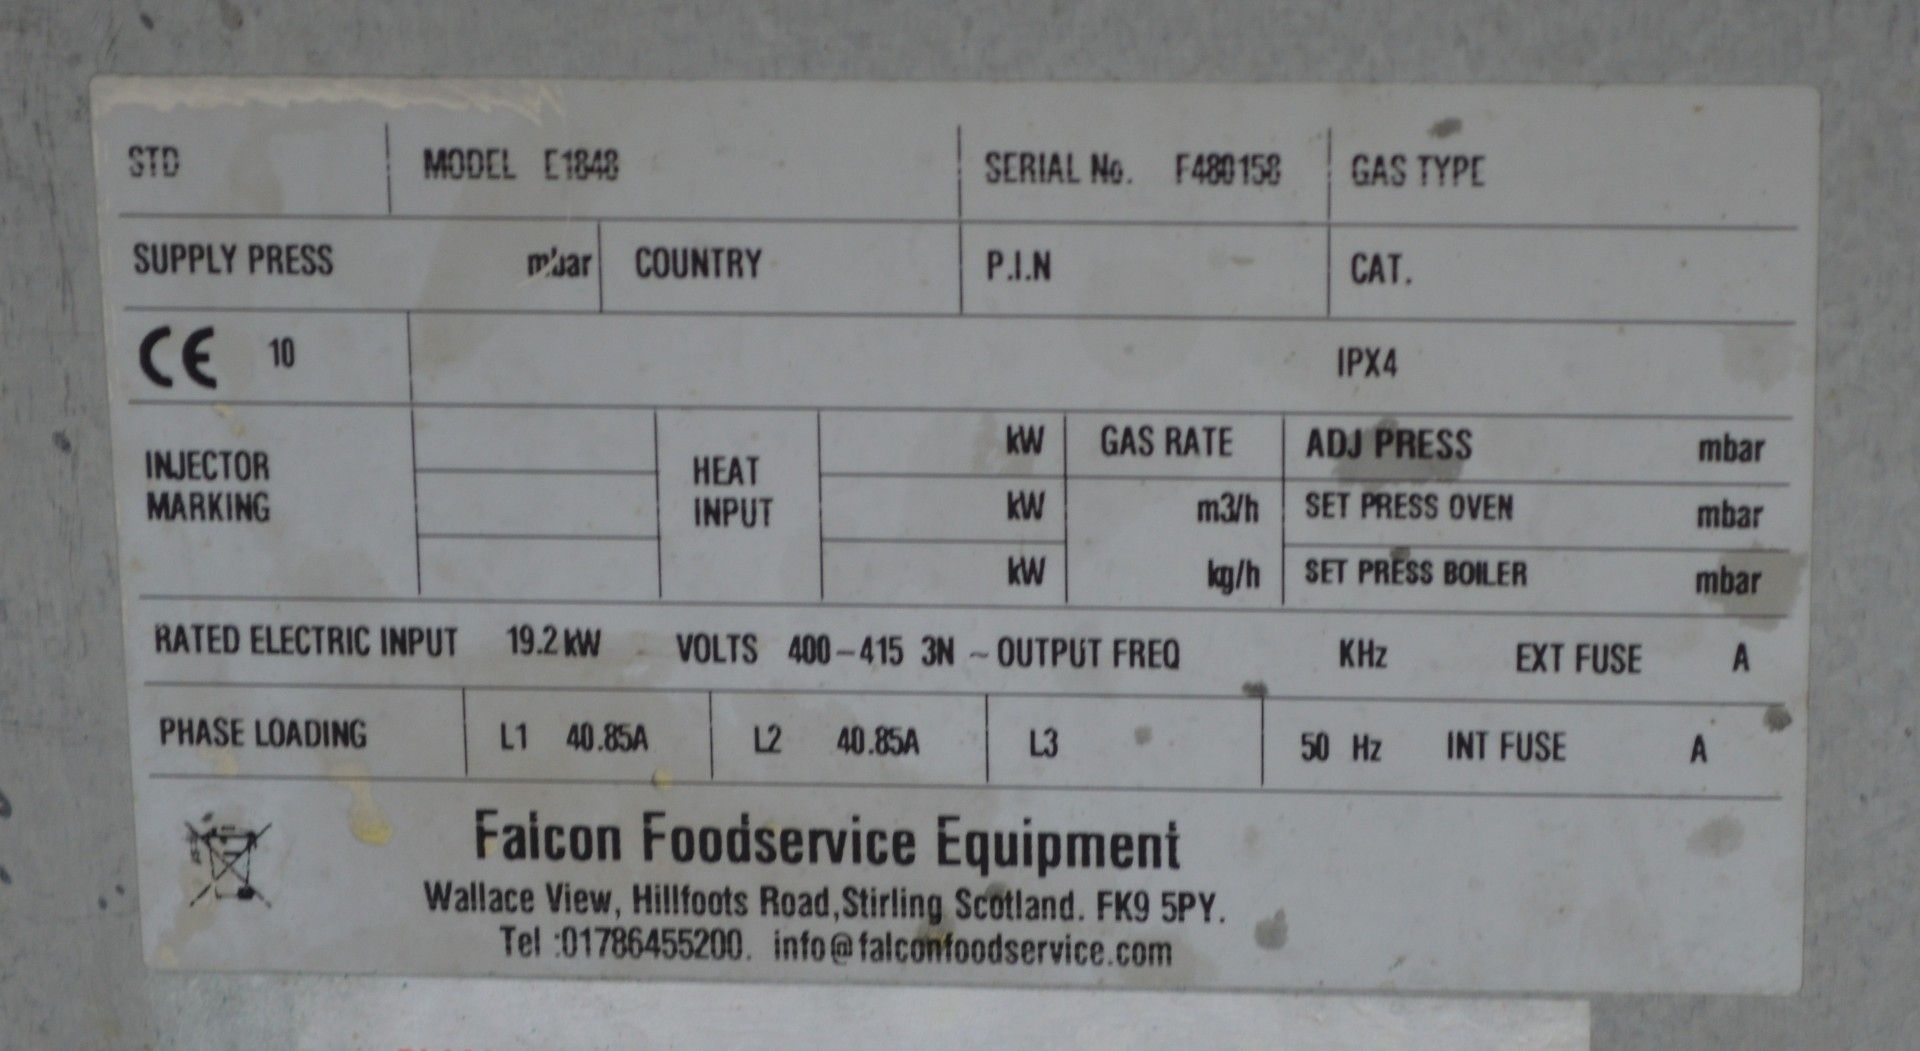 STD MODEL E1848 SERIAL No. F480158 GAS TYPE
SUPPLY PRESS mbar COUNTRY P.I.N CAT.
CE 10 IPX4
INJECTOR MARKING HEAT INPUT
kW GAS RATE ADJ PRESS mbar
kW m3/h SET PRESS OVEN mbar
kW kg/h SET PRESS BOILER mbar
RATED ELECTRIC INPUT 19.2 kW VOLTS 400~415 3N ~ OUTPUT FREQ KHz EXT FUSE A
PHASE LOADING L1 40.85A L2 40.85A L3 50 Hz INT FUSE A
Falcon Foodservice Equipment
Wallace View, Hillfoots Road,Stirling Scotland. FK9 5PY.
Tel :01786455200. info@falconfoodservice.com